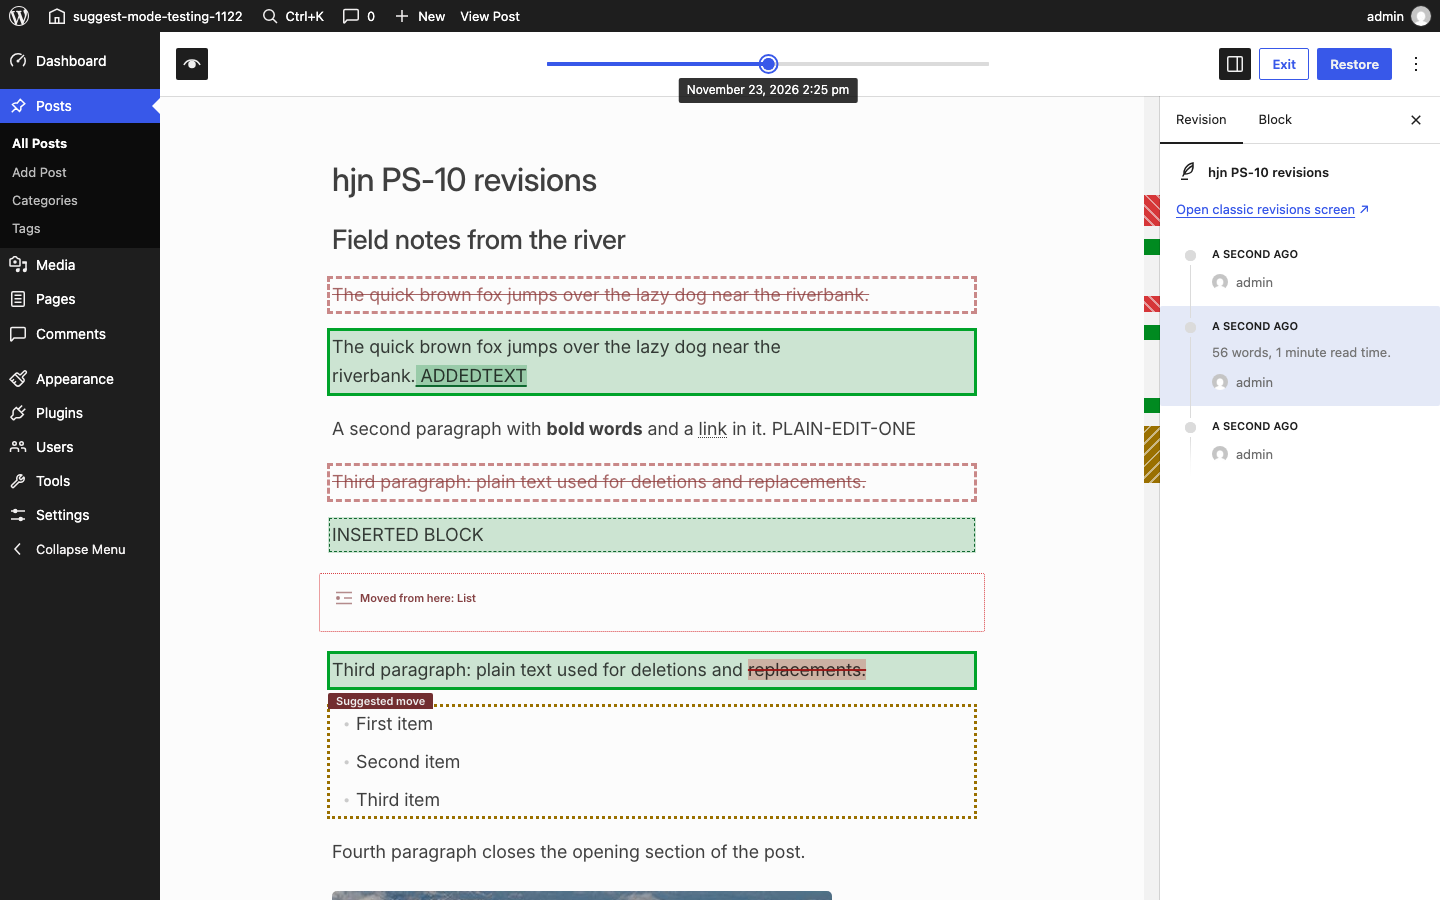 suggest-mode-testing-1122
Ctrl+K
0
New
View Post
admin
Dashboard
Posts
All Posts
Add Post
Categories
Tags
Media
Pages
Comments
Appearance
Plugins
Users
Tools
Settings
Collapse Menu
November 23, 2026 2:25 pm
Exit
Restore
hjn PS-10 revisions
Field notes from the river
The quick brown fox jumps over the lazy dog near the riverbank.
The quick brown fox jumps over the lazy dog near the
riverbank. ADDEDTEXT
A second paragraph with bold words and a link in it. PLAIN-EDIT-ONE
Third paragraph: plain text used for deletions and replacements.
INSERTED BLOCK
Moved from here: List
Third paragraph: plain text used for deletions and replacements.
Suggested move
• First item
• Second item
• Third item
Fourth paragraph closes the opening section of the post.
Revision
Block
hjn PS-10 revisions
Open classic revisions screen ↗
A SECOND AGO
admin
A SECOND AGO
56 words, 1 minute read time.
admin
A SECOND AGO
admin